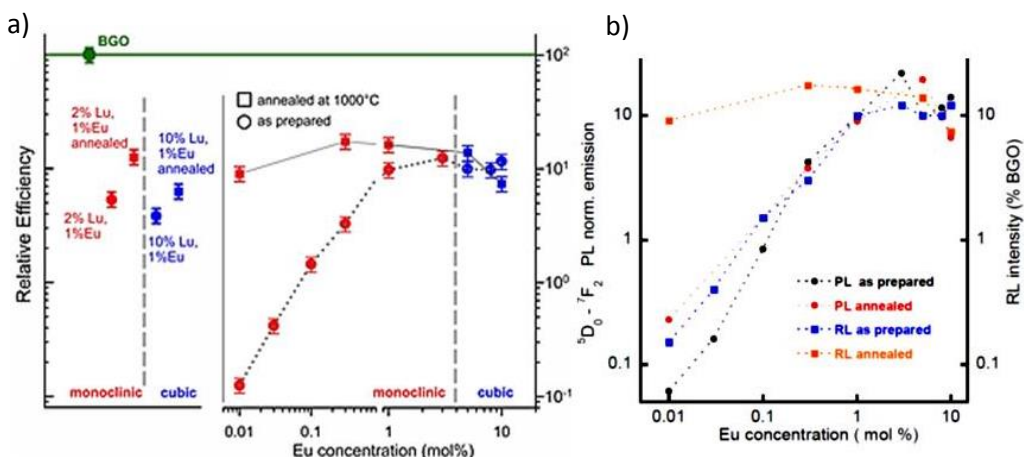 a)
BGO
2% Lu,
1%Eu
annealed
10% Lu,
1%Eu
annealed
2% Lu,
1%Eu
10% Lu,
1%Eu
annealed at 1000°C
as prepared
Relative Efficiency
10²
10¹
10⁰
10⁻¹
monoclinic
cubic
monoclinic
cubic
0.01
0.1
1
10
Eu concentration (mol%)
b)
⁵D₀ - ⁷F₂ PL norm. emission
10
1
0.1
PL as prepared
PL annealed
RL as prepared
RL annealed
10
1
0.1
RL intensity (% BGO)
0.01
0.1
1
10
Eu concentration ( mol %)